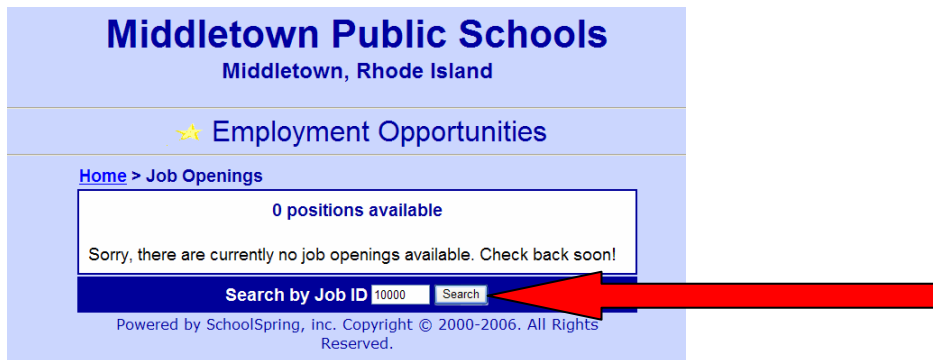 Middletown Public Schools
Middletown, Rhode Island
Employment Opportunities
Home > Job Openings
0 positions available
Sorry, there are currently no job openings available. Check back soon!
Search by Job ID 10000 Search
Powered by SchoolSpring, inc. Copyright © 2000-2006. All Rights
Reserved.